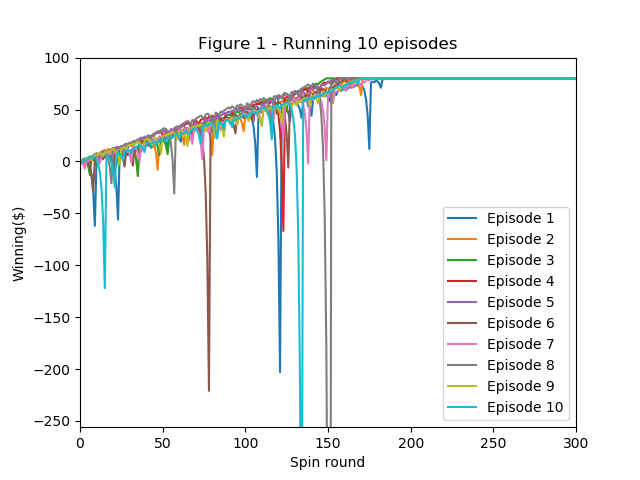 Figure 1 - Running 10 episodes
100
50
0
−50
−100
−150
−200
−250
Winning($)
0 50 100 150 200 250 300
Spin round
Episode 1
Episode 2
Episode 3
Episode 4
Episode 5
Episode 6
Episode 7
Episode 8
Episode 9
Episode 10